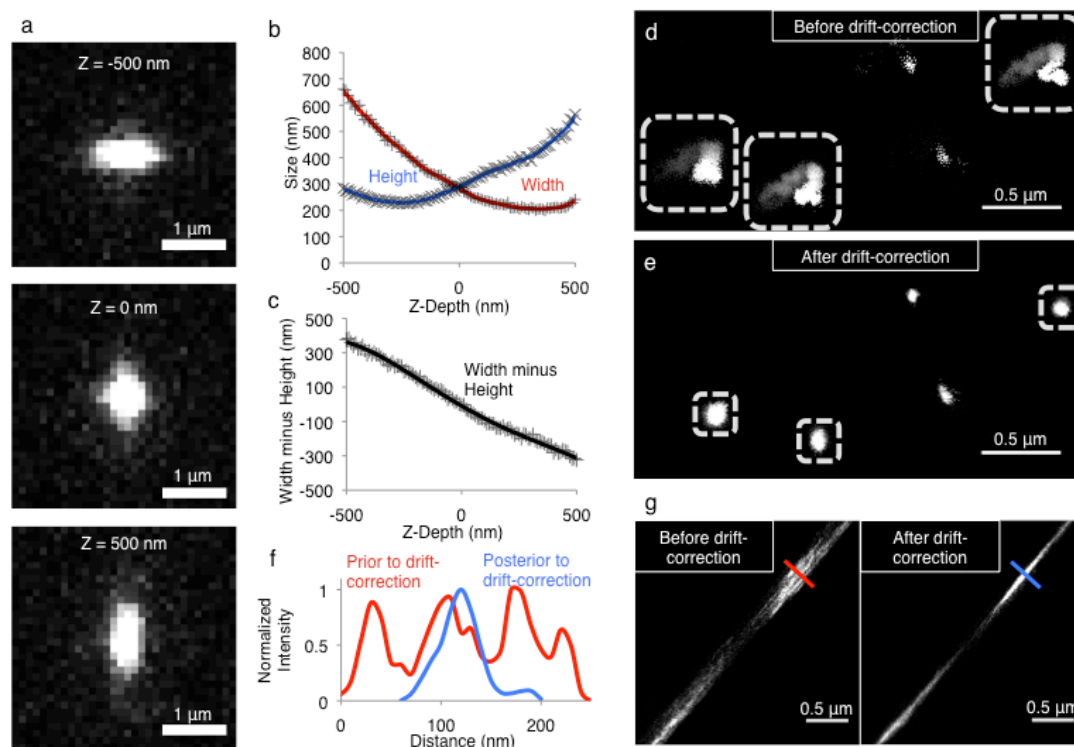 a
Z = -500 nm
1 µm
Z = 0 nm
1 µm
Z = 500 nm
1 µm
b
800
700
600
500
400
300
200
100
0
Size (nm)
Height
Width
-500
0
500
Z-Depth (nm)
c
500
300
100
-100
-300
-500
Width minus Height (nm)
Width minus
Height
-500
0
500
Z-Depth (nm)
f
Prior to drift-
correction
Posterior to
drift-correction
1
0.5
0
Normalized
Intensity
0
100
200
Distance (nm)
d
Before drift-correction
0.5 µm
e
After drift-correction
0.5 µm
g
Before drift-
correction
0.5 µm
After drift-
correction
0.5 µm